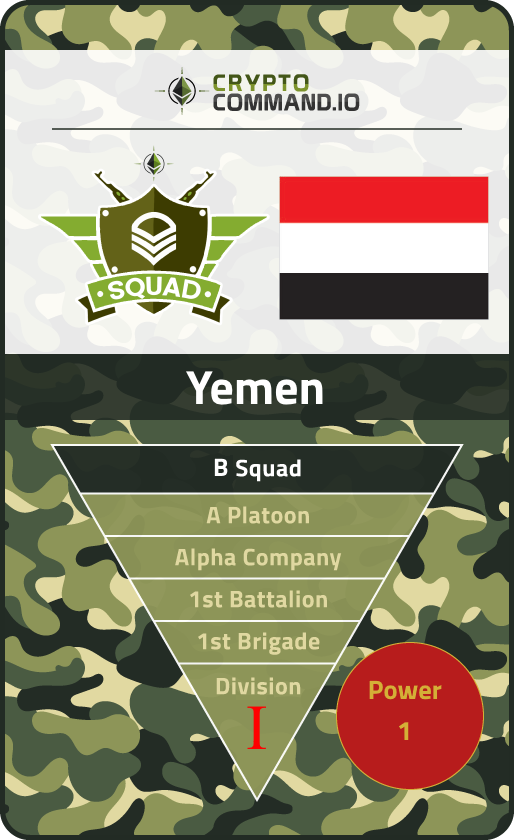 CRYPTO
COMMAND.IO
SQUAD
Yemen
B Squad
A Platoon
Alpha Company
1st Battalion
1st Brigade
Division
I
Power
1